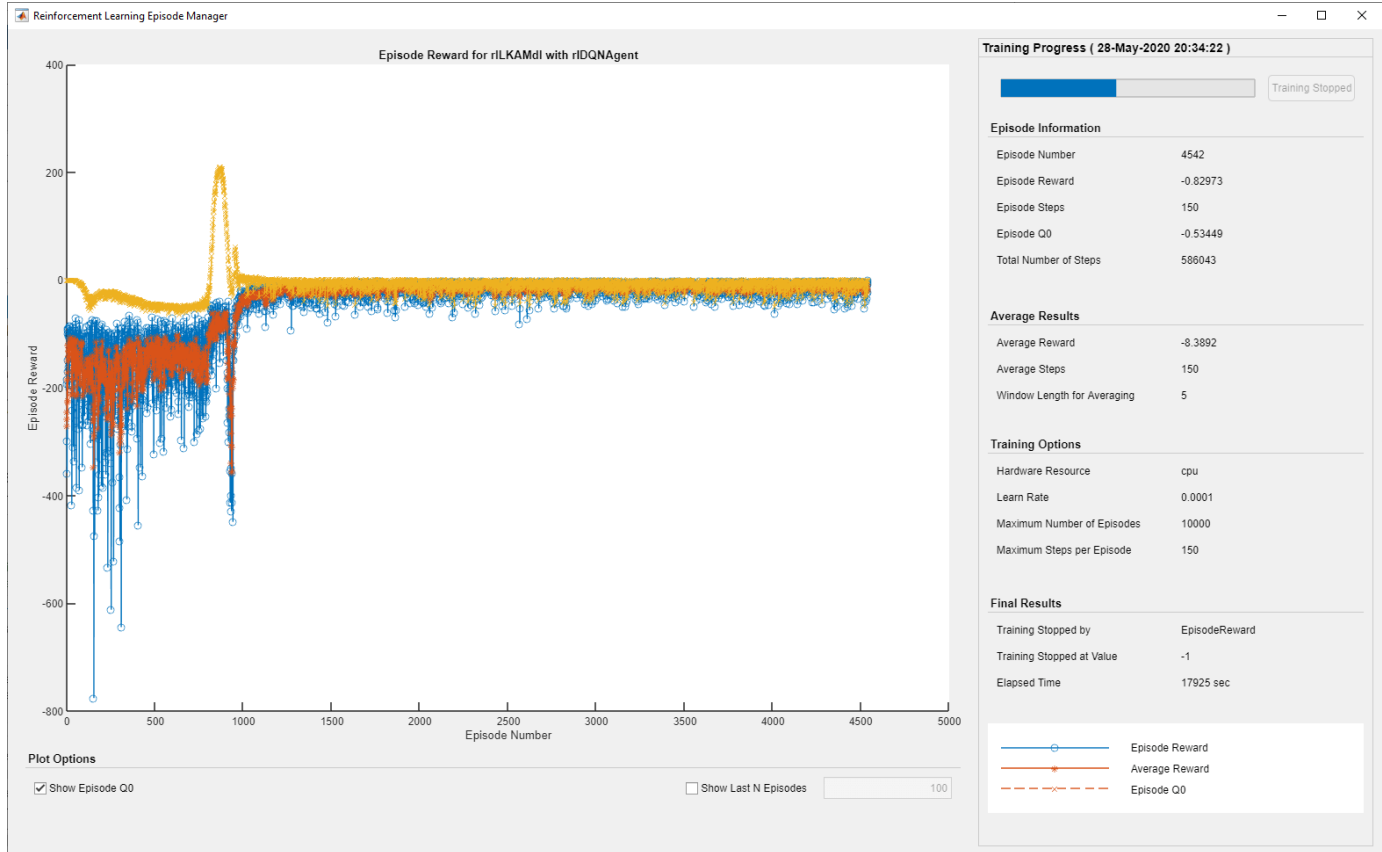 Reinforcement Learning Episode Manager
Episode Reward for rlLKAMdl with rlDQNAgent
400
200
0
-200
-400
-600
-800
Episode Reward
0 500 1000 1500 2000 2500 3000 3500 4000 4500 5000
Episode Number
Plot Options
Show Episode Q0
Show Last N Episodes 100
Training Progress ( 28-May-2020 20:34:22 )
Training Stopped
Episode Information
Episode Number 4542
Episode Reward -0.82973
Episode Steps 150
Episode Q0 -0.53449
Total Number of Steps 586043
Average Results
Average Reward -8.3892
Average Steps 150
Window Length for Averaging 5
Training Options
Hardware Resource cpu
Learn Rate 0.0001
Maximum Number of Episodes 10000
Maximum Steps per Episode 150
Final Results
Training Stopped by EpisodeReward
Training Stopped at Value -1
Elapsed Time 17925 sec
Episode Reward
Average Reward
Episode Q0